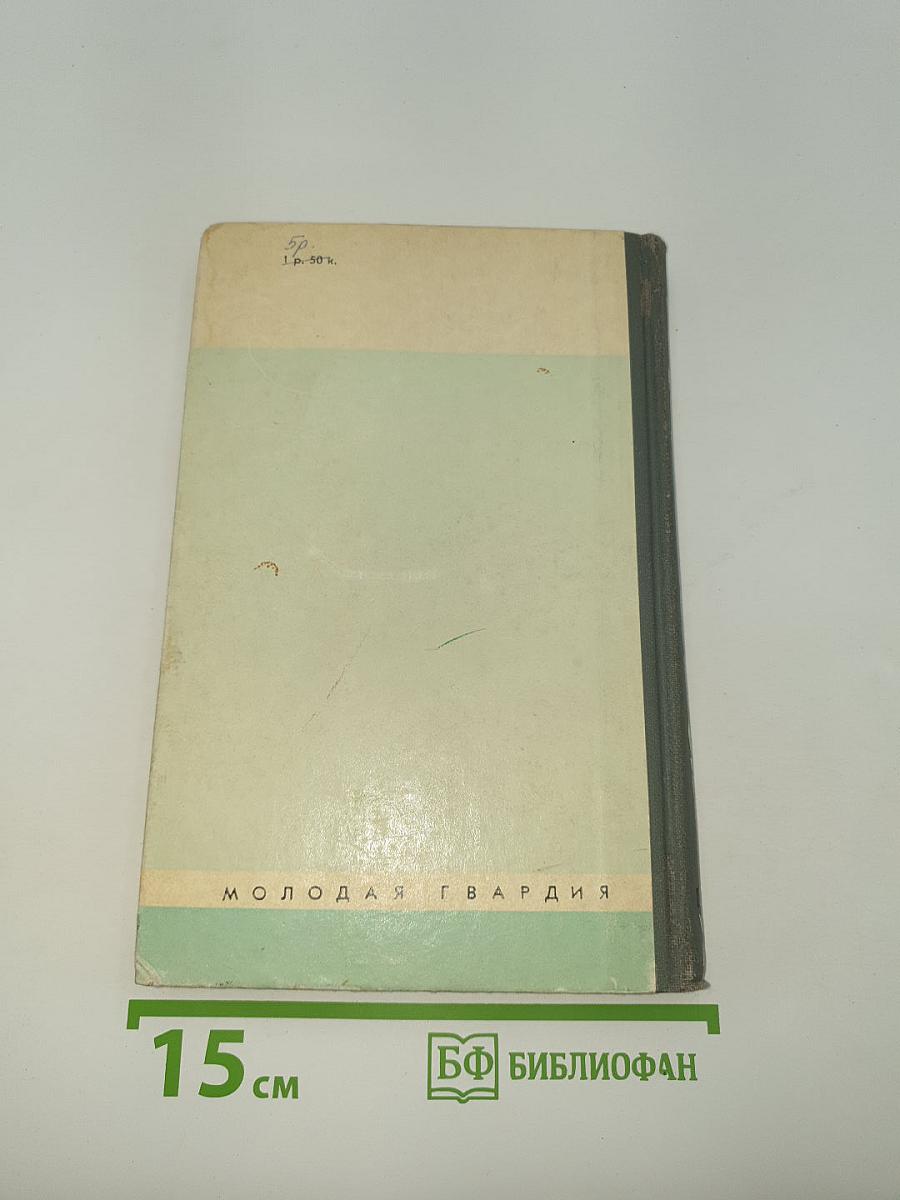 5р.
1 р. 50 к.
МОЛОДАЯ ГВАРДИЯ
15 см
БФ БИБЛИОФАН